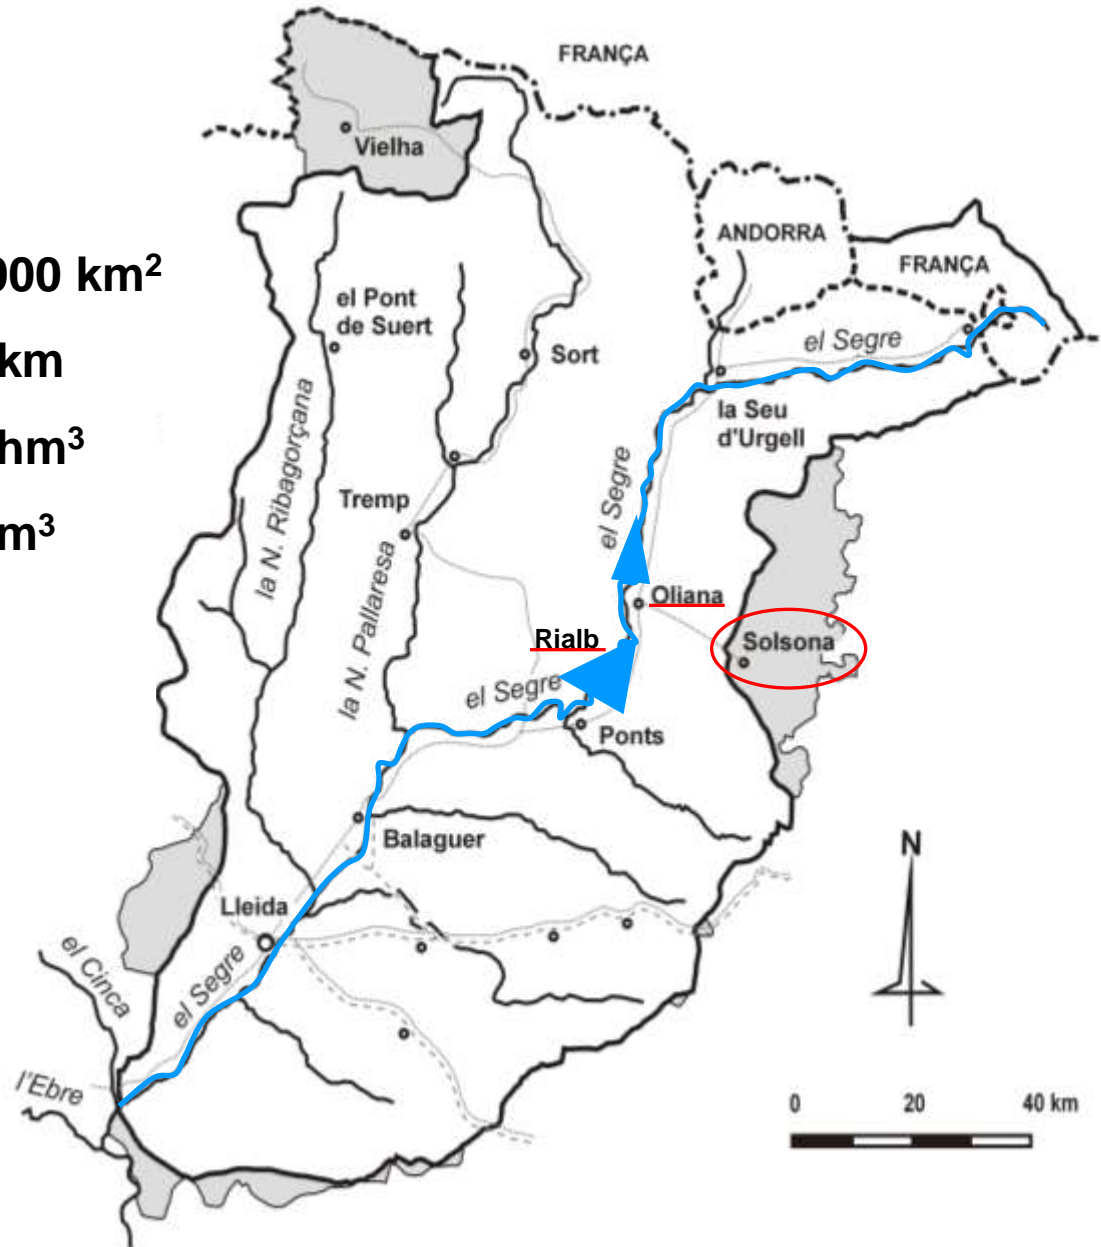 FRANÇA
Vielha
ANDORRA
FRANÇA
000 km²
el Pont
de Suert
el Segre
km
Sort
la Seu
d'Urgell
hm³
la N. Ribagorçana
el Segre
Tremp
m³
la N. Pallaresa
Oliana
Rialb
Solsona
el Segre
Ponts
Balaguer
N
Lleida
el Cinca
el Segre
l'Ebre
0 20 40 km